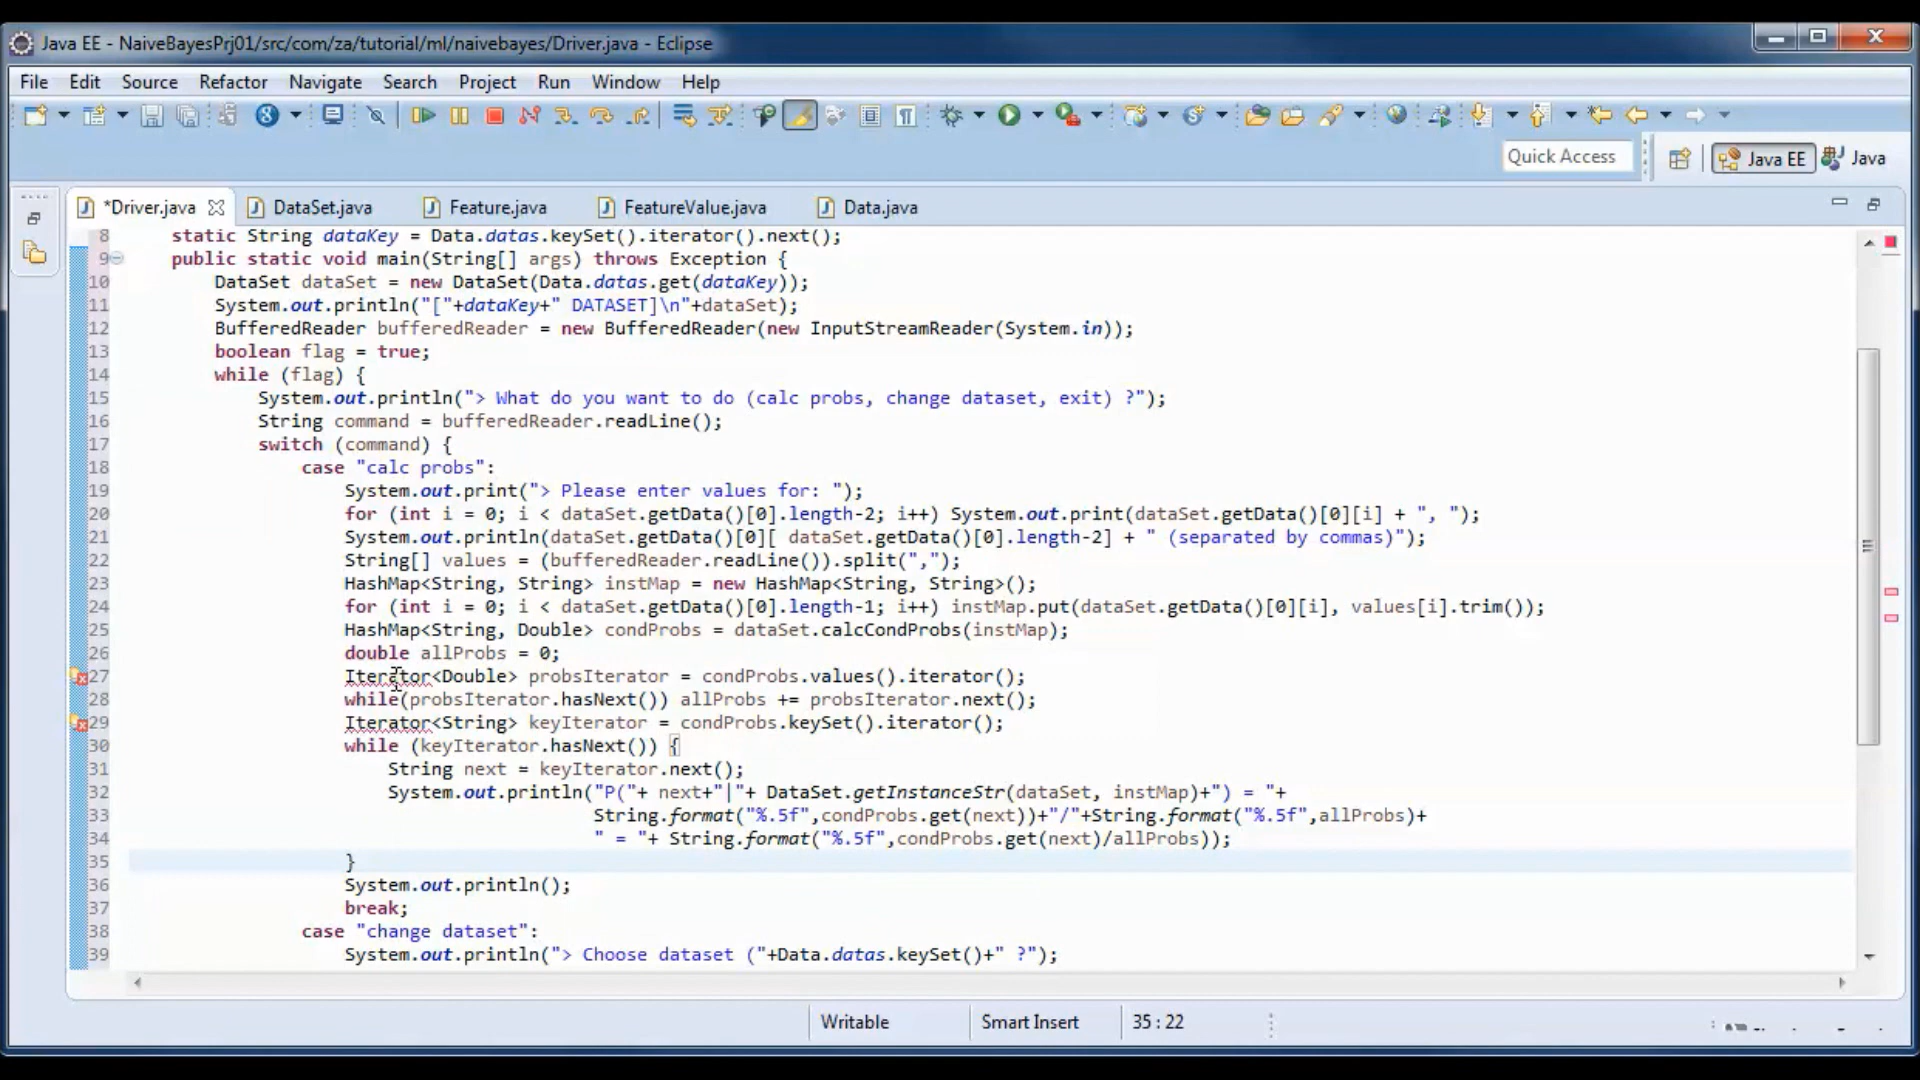 Java EE - NaiveBayesPrj01/src/com/za/tutorial/ml/naivebayes/Driver.java - Eclipse
File Edit Source Refactor Navigate Search Project Run Window Help
Quick Access Java EE Java
*Driver.java DataSet.java Feature.java FeatureValue.java Data.java
8 static String dataKey = Data.datas.keySet().iterator().next();
9 public static void main(String[] args) throws Exception {
10 DataSet dataSet = new DataSet(Data.datas.get(dataKey));
11 System.out.println("["+dataKey+" DATASET]\n"+dataSet);
12 BufferedReader bufferedReader = new BufferedReader(new InputStreamReader(System.in));
13 boolean flag = true;
14 while (flag) {
15 System.out.println("> What do you want to do (calc probs, change dataset, exit) ?");
16 String command = bufferedReader.readLine();
17 switch (command) {
18 case "calc probs":
19 System.out.print("> Please enter values for: ");
20 for (int i = 0; i < dataSet.getData()[0].length-2; i++) System.out.print(dataSet.getData()[0][i] + ", ");
21 System.out.println(dataSet.getData()[0][ dataSet.getData()[0].length-2] + " (separated by commas)");
22 String[] values = (bufferedReader.readLine()).split(",");
23 HashMap<String, String> instMap = new HashMap<String, String>();
24 for (int i = 0; i < dataSet.getData()[0].length-1; i++) instMap.put(dataSet.getData()[0][i], values[i].trim());
25 HashMap<String, Double> condProbs = dataSet.calcCondProbs(instMap);
26 double allProbs = 0;
27 Iterator<Double> probsIterator = condProbs.values().iterator();
28 while(probsIterator.hasNext()) allProbs += probsIterator.next();
29 Iterator<String> keyIterator = condProbs.keySet().iterator();
30 while (keyIterator.hasNext()) {
31 String next = keyIterator.next();
32 System.out.println("P("+ next+"|"+ DataSet.getInstanceStr(dataSet, instMap)+") = "+
33 String.format("%.5f",condProbs.get(next))+"/"+String.format("%.5f",allProbs)+
34 " = "+ String.format("%.5f",condProbs.get(next)/allProbs));
35 }
36 System.out.println();
37 break;
38 case "change dataset":
39 System.out.println("> Choose dataset ("+Data.datas.keySet()+" ?");
Writable Smart Insert 35 : 22